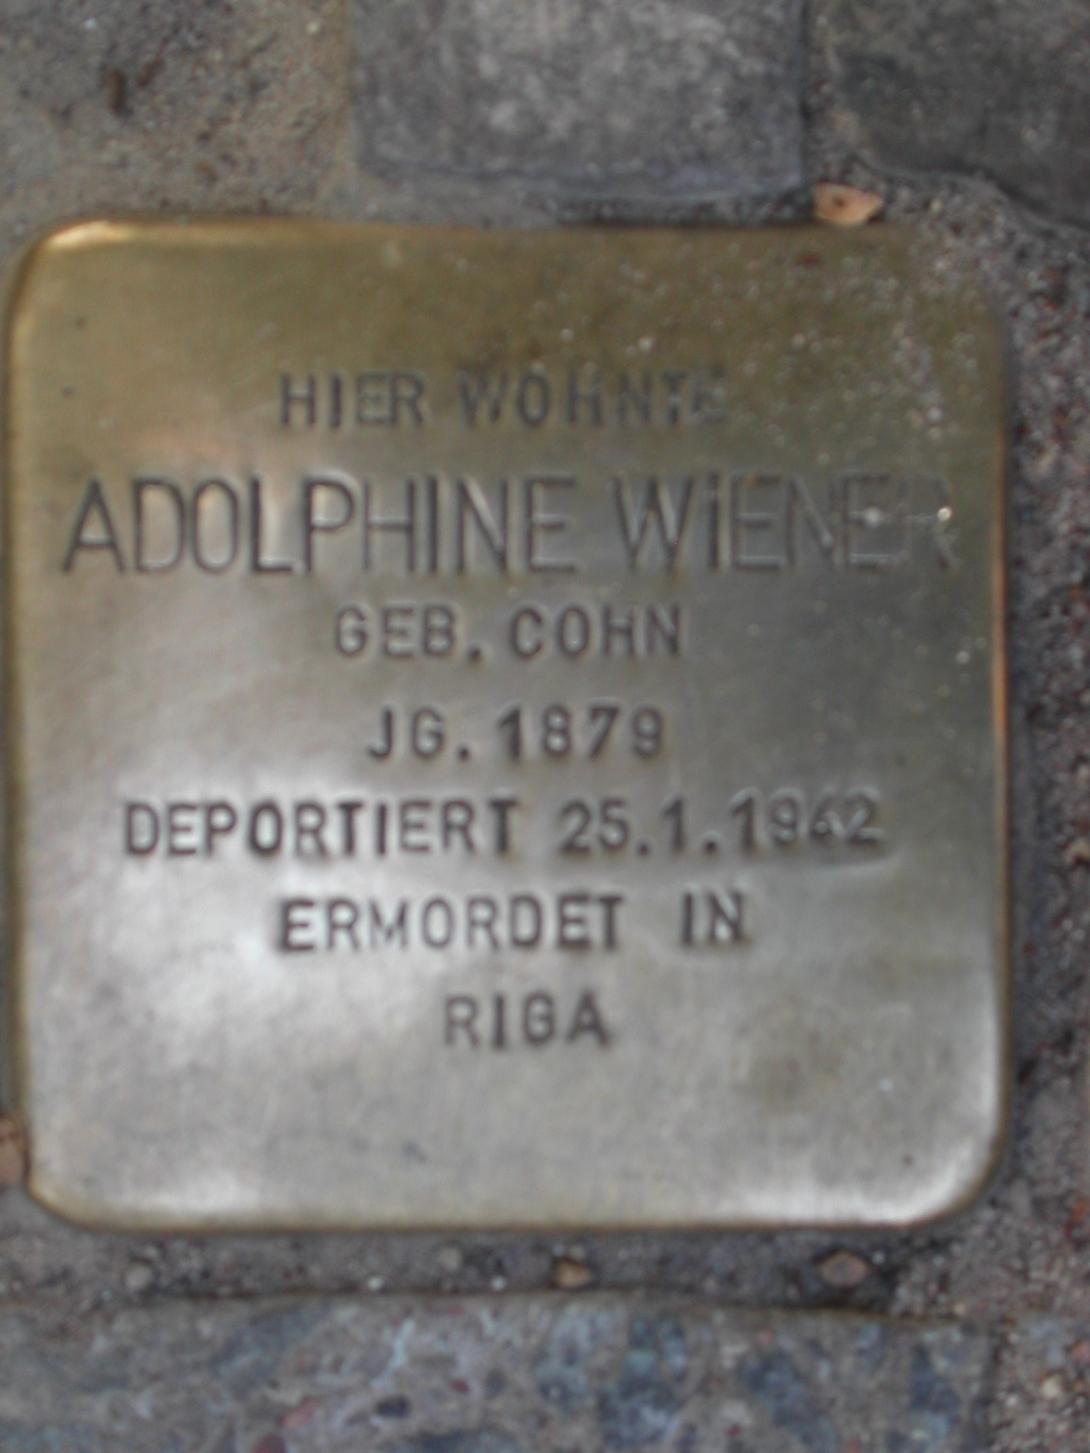 HIER WOHNTE
ADOLPHINE WIENER
GEB. COHN
JG. 1879
DEPORTIERT 25.1.1942
ERMORDET IN
RIGA